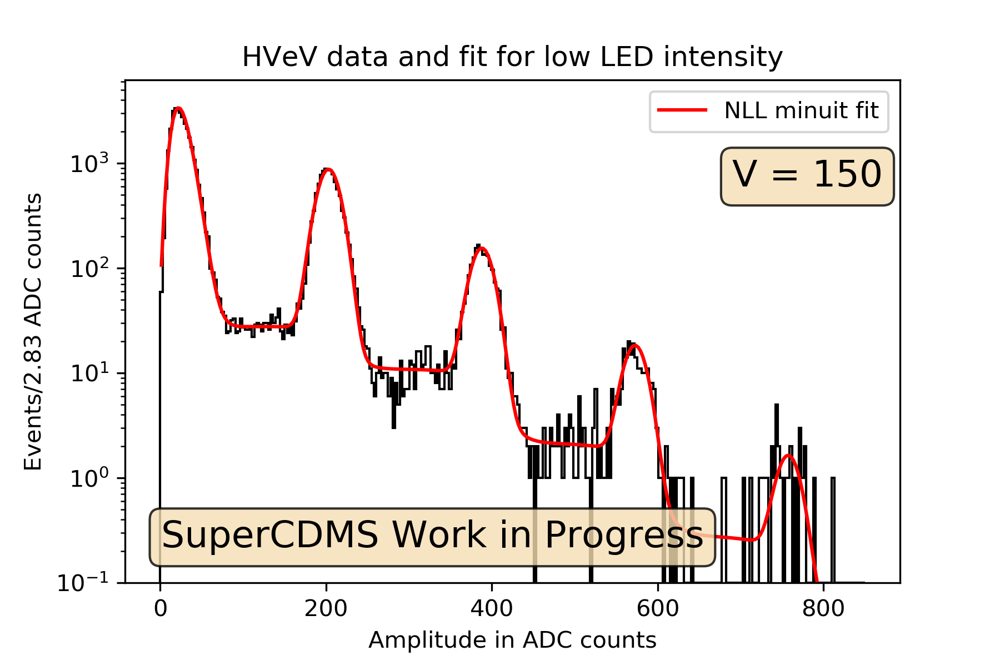 HVeV data and fit for low LED intensity
NLL minuit fit
V = 150
Events/2.83 ADC counts
10³
10²
10¹
10⁰
10⁻¹
SuperCDMS Work in Progress
0 200 400 600 800
Amplitude in ADC counts